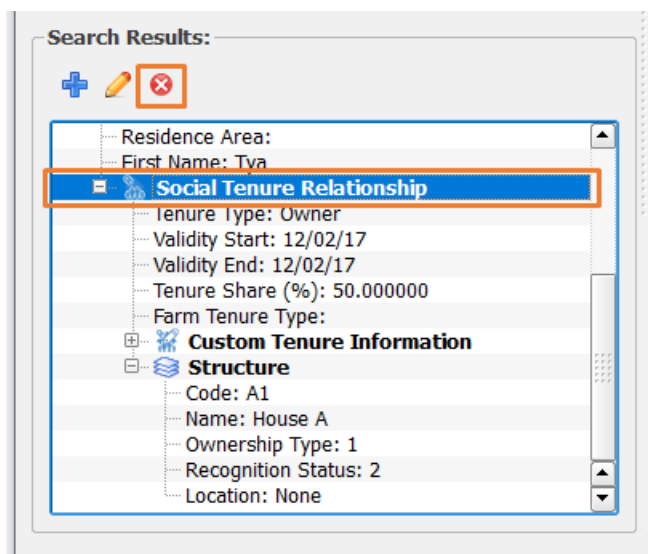 Search Results:
Residence Area:
First Name: Tya
Social Tenure Relationship
Tenure Type: Owner
Validity Start: 12/02/17
Validity End: 12/02/17
Tenure Share (%): 50.000000
Farm Tenure Type:
Custom Tenure Information
Structure
Code: A1
Name: House A
Ownership Type: 1
Recognition Status: 2
Location: None